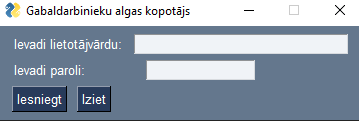 Gabaldarbinieku algas kopotājs
Ievadi lietotājvārdu:
Ievadi paroli:
Iesniegt Iziet